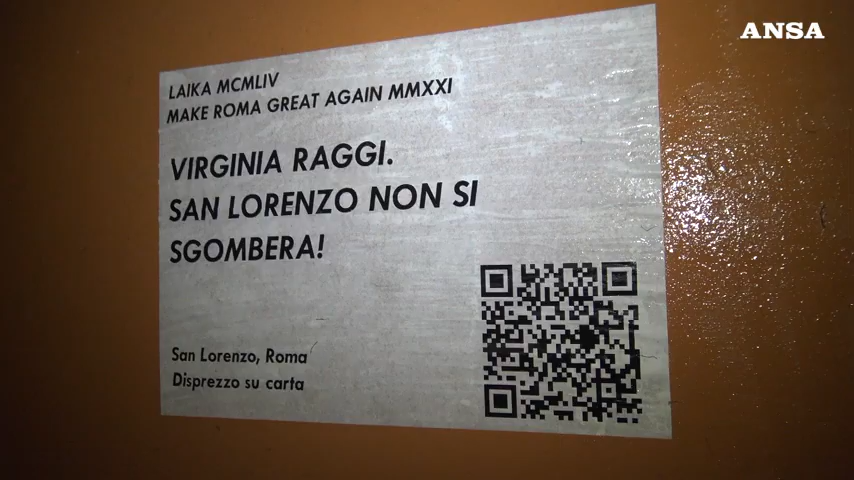 ANSA
LAIKA MCMLIV
MAKE ROMA GREAT AGAIN MMXXI
VIRGINIA RAGGI.
SAN LORENZO NON SI
SGOMBERA!
San Lorenzo, Roma
Disprezzo su carta